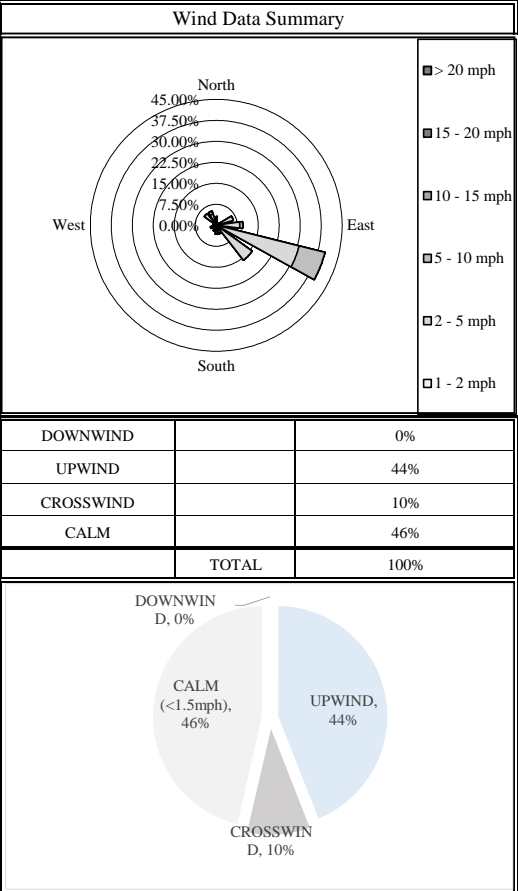 Wind Data Summary
North
45.00%
37.50%
30.00%
22.50%
15.00%
7.50%
0.00%
West
East
South
> 20 mph
15 - 20 mph
10 - 15 mph
5 - 10 mph
2 - 5 mph
1 - 2 mph
DOWNWIND 0%
UPWIND 44%
CROSSWIND 10%
CALM 46%
TOTAL 100%
DOWNWIN
D, 0%
CALM
(<1.5mph),
46%
UPWIND,
44%
CROSSWIN
D, 10%